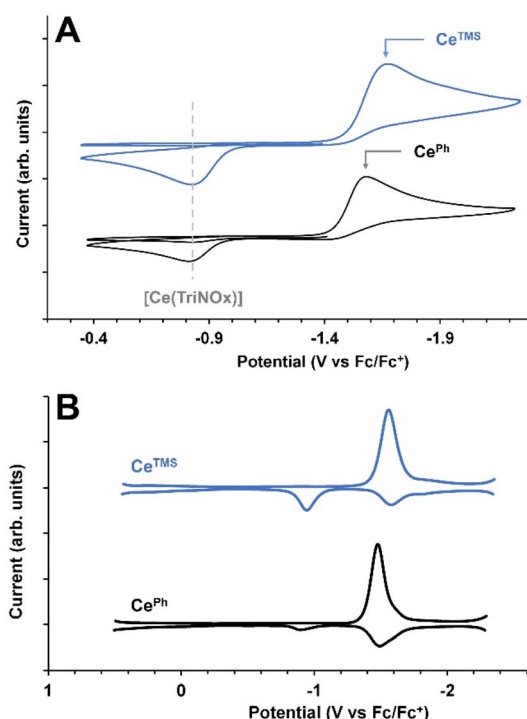 A
Ce^TMS
Ce^Ph
[Ce(TriNOx)]
Current (arb. units)
-0.4 -0.9 -1.4 -1.9
Potential (V vs Fc/Fc⁺)
B
Ce^TMS
Ce^Ph
Current (arb. units)
1 0 -1 -2
Potential (V vs Fc/Fc⁺)